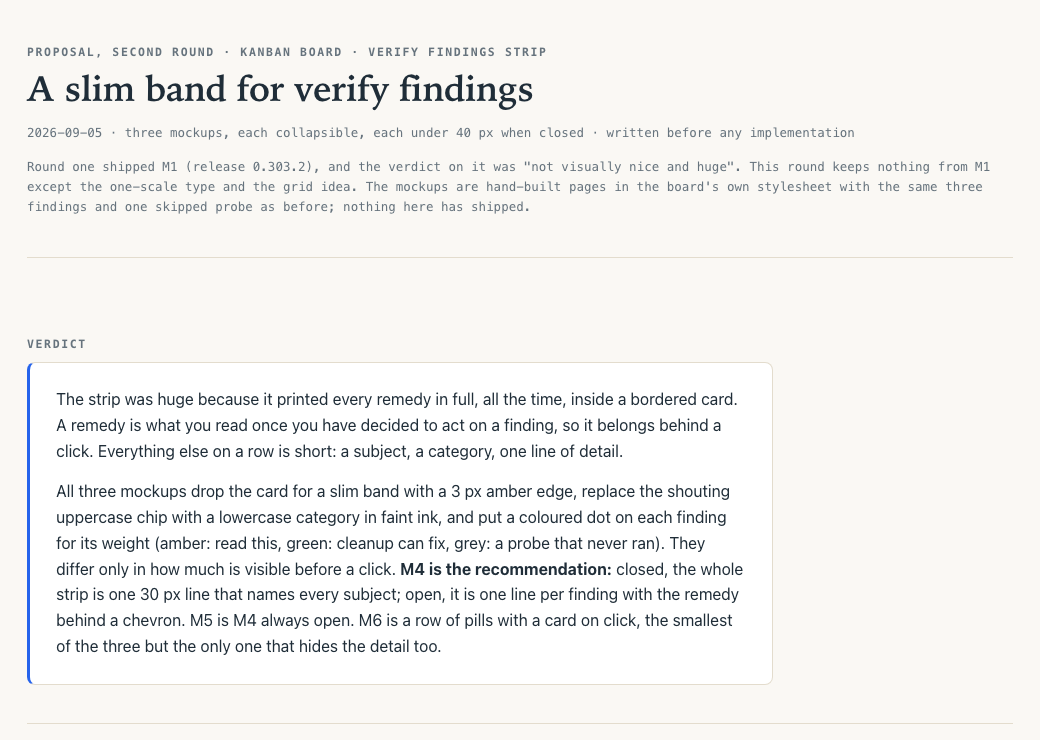 PROPOSAL, SECOND ROUND · KANBAN BOARD · VERIFY FINDINGS STRIP
A slim band for verify findings
2026-09-05 · three mockups, each collapsible, each under 40 px when closed · written before any implementation
Round one shipped M1 (release 0.303.2), and the verdict on it was "not visually nice and huge". This round keeps nothing from M1
except the one-scale type and the grid idea. The mockups are hand-built pages in the board's own stylesheet with the same three
findings and one skipped probe as before; nothing here has shipped.
VERDICT
The strip was huge because it printed every remedy in full, all the time, inside a bordered card.
A remedy is what you read once you have decided to act on a finding, so it belongs behind a
click. Everything else on a row is short: a subject, a category, one line of detail.
All three mockups drop the card for a slim band with a 3 px amber edge, replace the shouting
uppercase chip with a lowercase category in faint ink, and put a coloured dot on each finding
for its weight (amber: read this, green: cleanup can fix, grey: a probe that never ran). They
differ only in how much is visible before a click. M4 is the recommendation: closed, the whole
strip is one 30 px line that names every subject; open, it is one line per finding with the remedy
behind a chevron. M5 is M4 always open. M6 is a row of pills with a card on click, the smallest
of the three but the only one that hides the detail too.